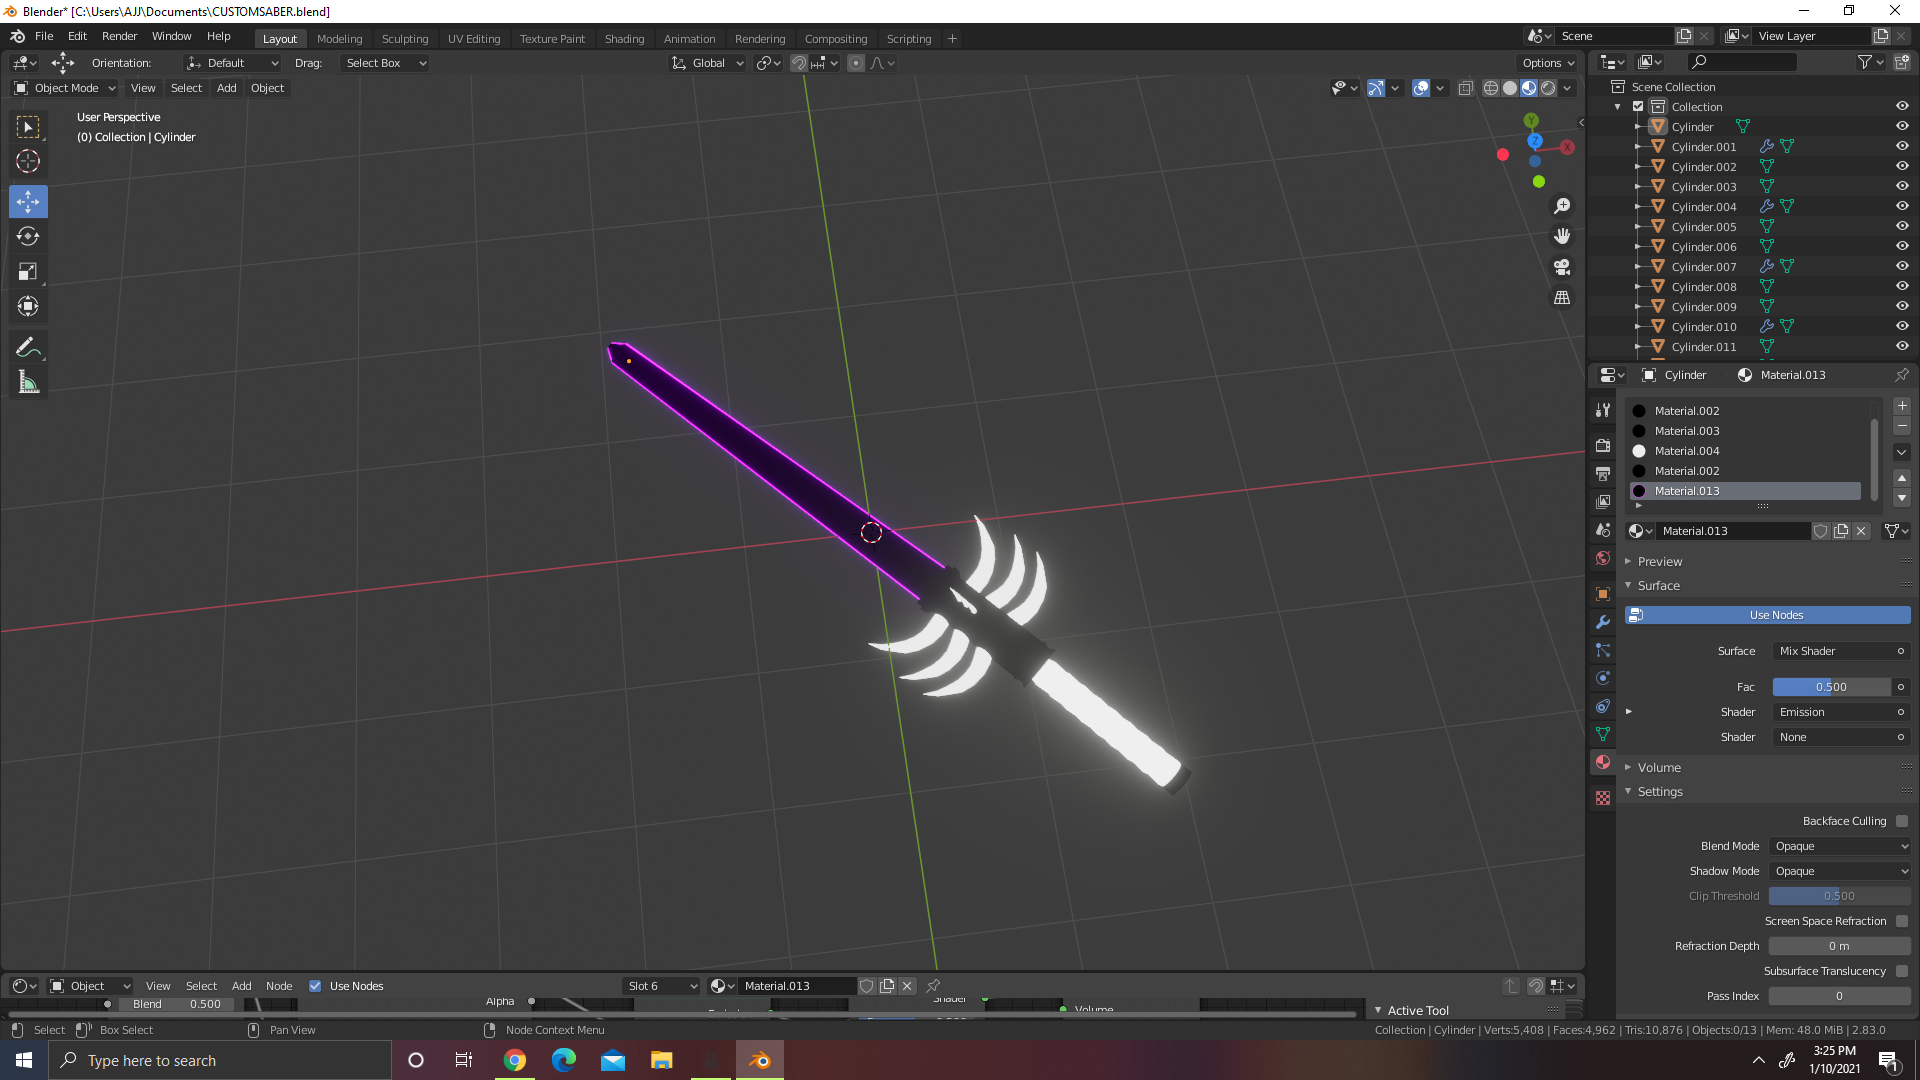 Blender* [C:\Users\AJJ\Documents\CUSTOMSABER.blend]
File Edit Render Window Help Layout Modeling Sculpting UV Editing Texture Paint Shading Animation Rendering Compositing Scripting Scene View Layer
Orientation: Default Drag: Select Box Global Options
Object Mode View Select Add Object
User Perspective
(0) Collection | Cylinder
Y
Z
X
Scene Collection
Collection
Cylinder
Cylinder.001
Cylinder.002
Cylinder.003
Cylinder.004
Cylinder.005
Cylinder.006
Cylinder.007
Cylinder.008
Cylinder.009
Cylinder.010
Cylinder.011
Cylinder Material.013
Material.002
Material.003
Material.004
Material.002
Material.013
Material.013
Preview
Surface
Use Nodes
Surface Mix Shader
Fac 0.500
Shader Emission
Shader None
Volume
Settings
Backface Culling
Blend Mode Opaque
Shadow Mode Opaque
Clip Threshold 0.500
Screen Space Refraction
Refraction Depth 0 m
Subsurface Translucency
Pass Index 0
Object View Select Add Node Use Nodes Slot 6 Material.013
Blend 0.500 Alpha Shader Volume
Active Tool
Select Box Select Pan View Node Context Menu
Collection | Cylinder | Verts:5,408 | Faces:4,962 | Tris:10,876 | Objects:0/13 | Mem: 48.0 MiB | 2.83.0
Type here to search
3:25 PM
1/10/2021
1